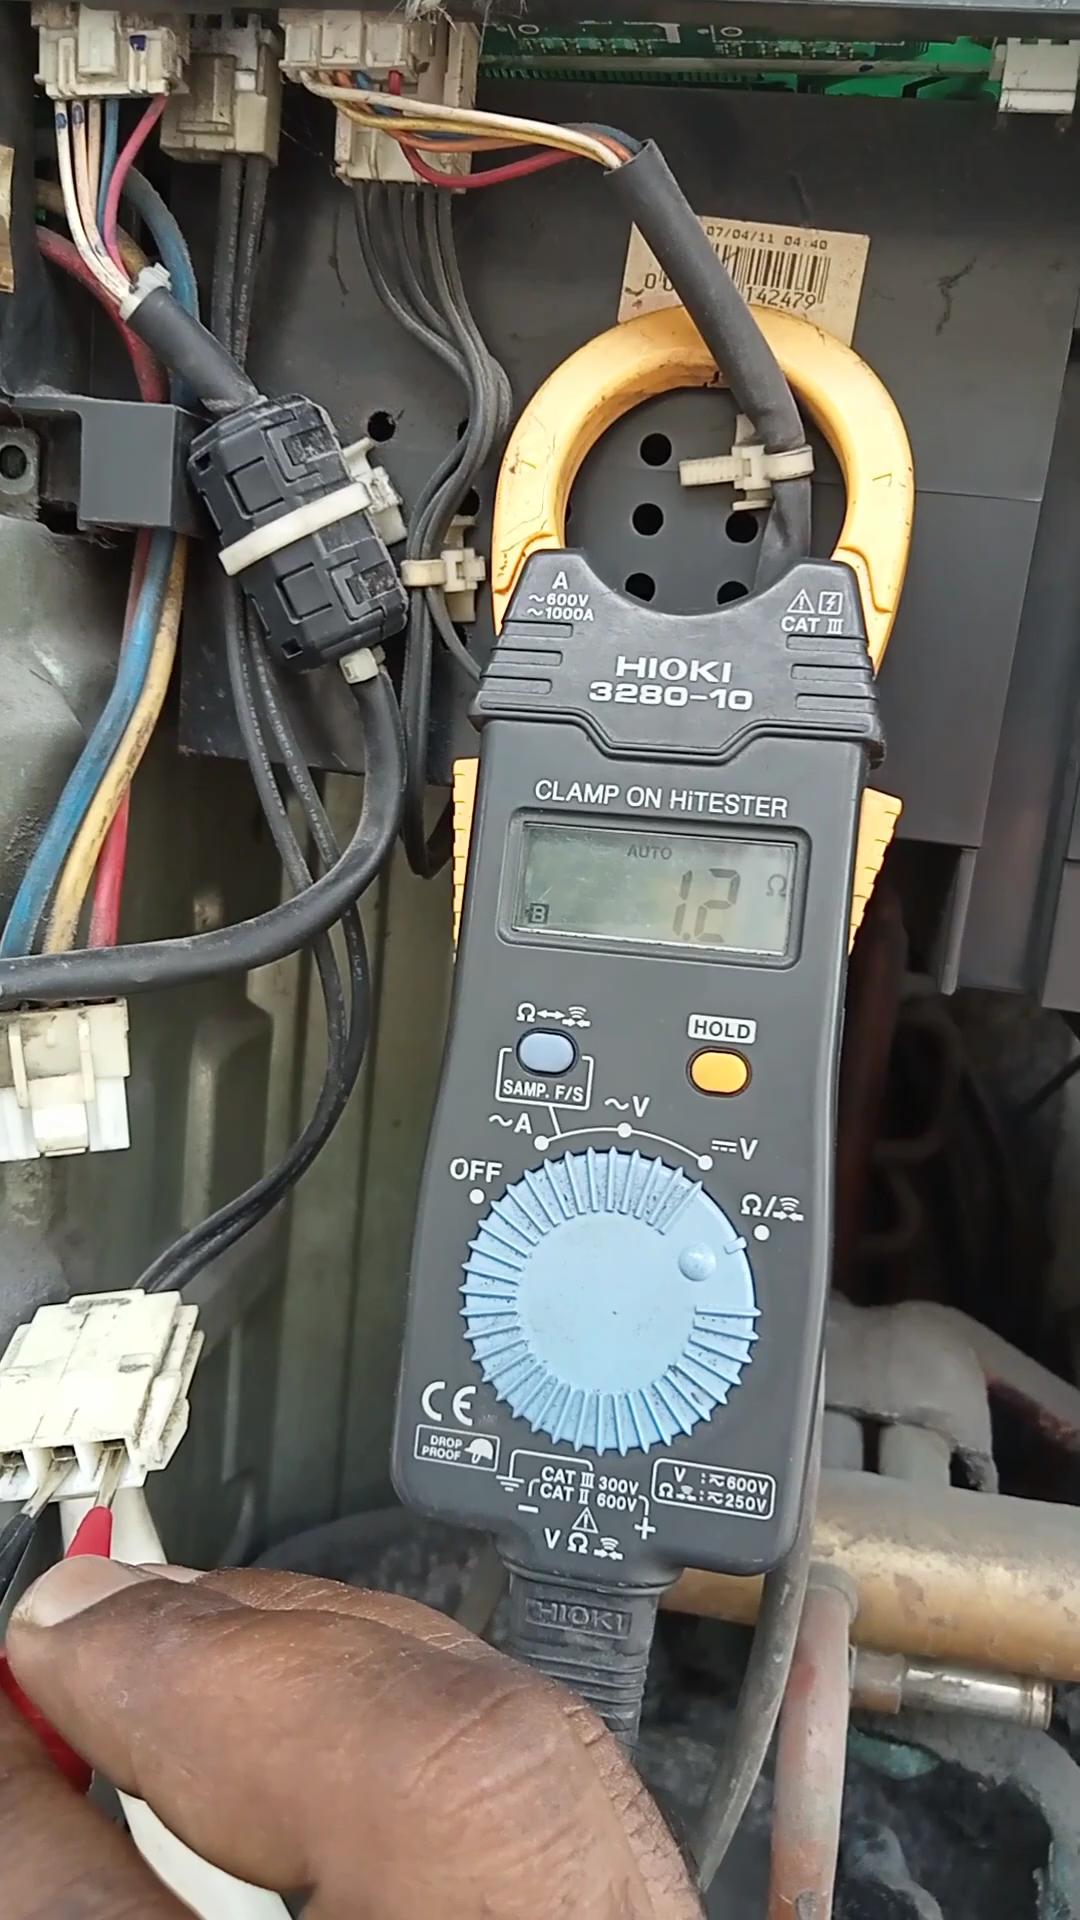 07/04/11 04:40
142479
A
~600V
~1000A
CAT III
HIOKI
3280-10
CLAMP ON HiTESTER
AUTO
1.2 Ω
B
Ω
HOLD
SAMP. F/S
~A
~V
⎓V
OFF
Ω/
CE
DROP
PROOF
CAT III 300V
CAT II 600V
V : ≂600V
Ω : ≂250V
− +
V Ω
HIOKI